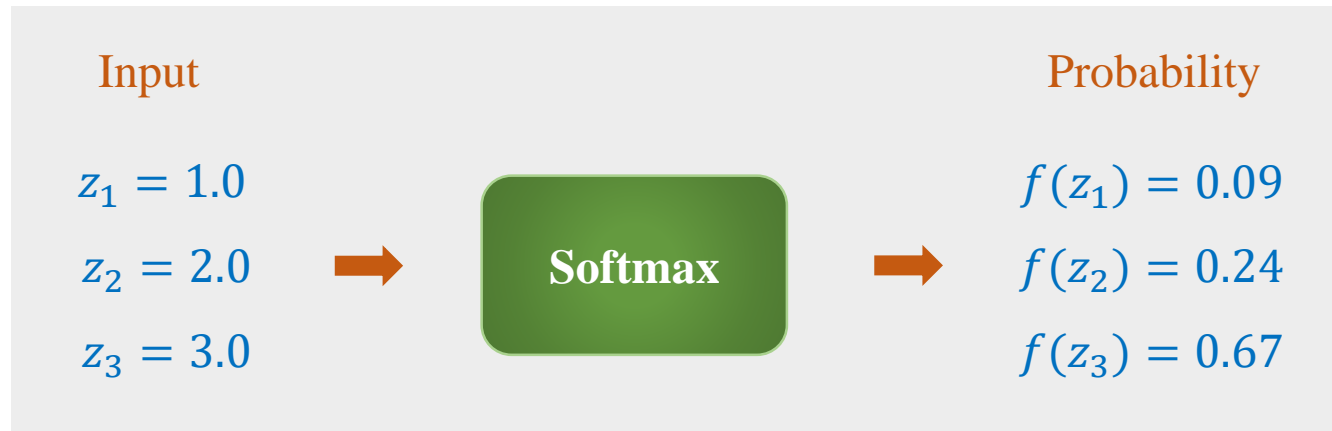 Input
z₁ = 1.0
z₂ = 2.0
z₃ = 3.0
Softmax
Probability
f(z₁) = 0.09
f(z₂) = 0.24
f(z₃) = 0.67